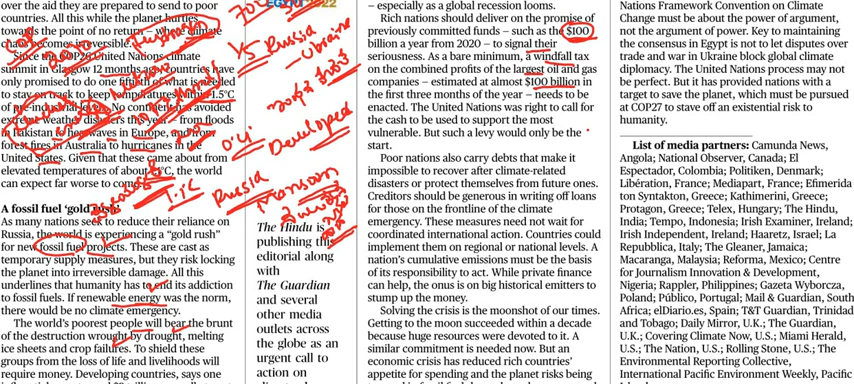 over the aid they are prepared to send to poor
countries. All this while the planet hurtles
towards the point of no return – where climate
chaos becomes irreversible.
Since the COP26 United Nations climate
summit in Glasgow 12 months ago, countries have
only promised to do one fiftieth of what is needed
to stay on track to keep temperatures within 1.5°C
of pre-industrial levels. No continent has avoided
extreme weather disasters this year – from floods
in Pakistan to heatwaves in Europe, and from
forest fires in Australia to hurricanes in the
United States. Given that these came about from
elevated temperatures of about °C, the world
can expect far worse to come.
A fossil fuel ‘gold rush’
As many nations seek to reduce their reliance on
Russia, the world is experiencing a “gold rush”
for new fossil fuel projects. These are cast as
temporary supply measures, but they risk locking
the planet into irreversible damage. All this
underlines that humanity has to end its addiction
to fossil fuels. If renewable energy was the norm,
there would be no climate emergency.
The world’s poorest people will bear the brunt
of the destruction wrought by drought, melting
ice sheets and crop failures. To shield these
groups from the loss of life and livelihoods will
require money. Developing countries, says one
EGYPT2022
VS Russia
Ukraine
Developed
Russia
Monsoon
The Hindu is
publishing this
editorial along
with
The Guardian
and several
other media
outlets across
the globe as an
urgent call to
action on
– especially as a global recession looms.
Rich nations should deliver on the promise of
previously committed funds – such as the $100
billion a year from 2020 – to signal their
seriousness. As a bare minimum, a windfall tax
on the combined profits of the largest oil and gas
companies – estimated at almost $100 billion in
the first three months of the year – needs to be
enacted. The United Nations was right to call for
the cash to be used to support the most
vulnerable. But such a levy would only be the
start.
Poor nations also carry debts that make it
impossible to recover after climate-related
disasters or protect themselves from future ones.
Creditors should be generous in writing off loans
for those on the frontline of the climate
emergency. These measures need not wait for
coordinated international action. Countries could
implement them on regional or national levels. A
nation’s cumulative emissions must be the basis
of its responsibility to act. While private finance
can help, the onus is on big historical emitters to
stump up the money.
Solving the crisis is the moonshot of our times.
Getting to the moon succeeded within a decade
because huge resources were devoted to it. A
similar commitment is needed now. But an
economic crisis has reduced rich countries’
appetite for spending and the planet risks being
Nations Framework Convention on Climate
Change must be about the power of argument,
not the argument of power. Key to maintaining
the consensus in Egypt is not to let disputes over
trade and war in Ukraine block global climate
diplomacy. The United Nations process may not
be perfect. But it has provided nations with a
target to save the planet, which must be pursued
at COP27 to stave off an existential risk to
humanity.
List of media partners: Camunda News,
Angola; National Observer, Canada; El
Espectador, Colombia; Politiken, Denmark;
Libération, France; Mediapart, France; Efimerida
ton Syntakton, Greece; Kathimerini, Greece;
Protagon, Greece; Telex, Hungary; The Hindu,
India; Tempo, Indonesia; Irish Examiner, Ireland;
Irish Independent, Ireland; Haaretz, Israel; La
Repubblica, Italy; The Gleaner, Jamaica;
Macaranga, Malaysia; Reforma, Mexico; Centre
for Journalism Innovation & Development,
Nigeria; Rappler, Philippines; Gazeta Wyborcza,
Poland; Público, Portugal; Mail & Guardian, South
Africa; elDiario.es, Spain; T&T Guardian, Trinidad
and Tobago; Daily Mirror, U.K.; The Guardian,
U.K.; Covering Climate Now, U.S.; Miami Herald,
U.S.; The Nation, U.S.; Rolling Stone, U.S.; The
Environmental Reporting Collective,
International Pacific Environment Weekly, Pacific